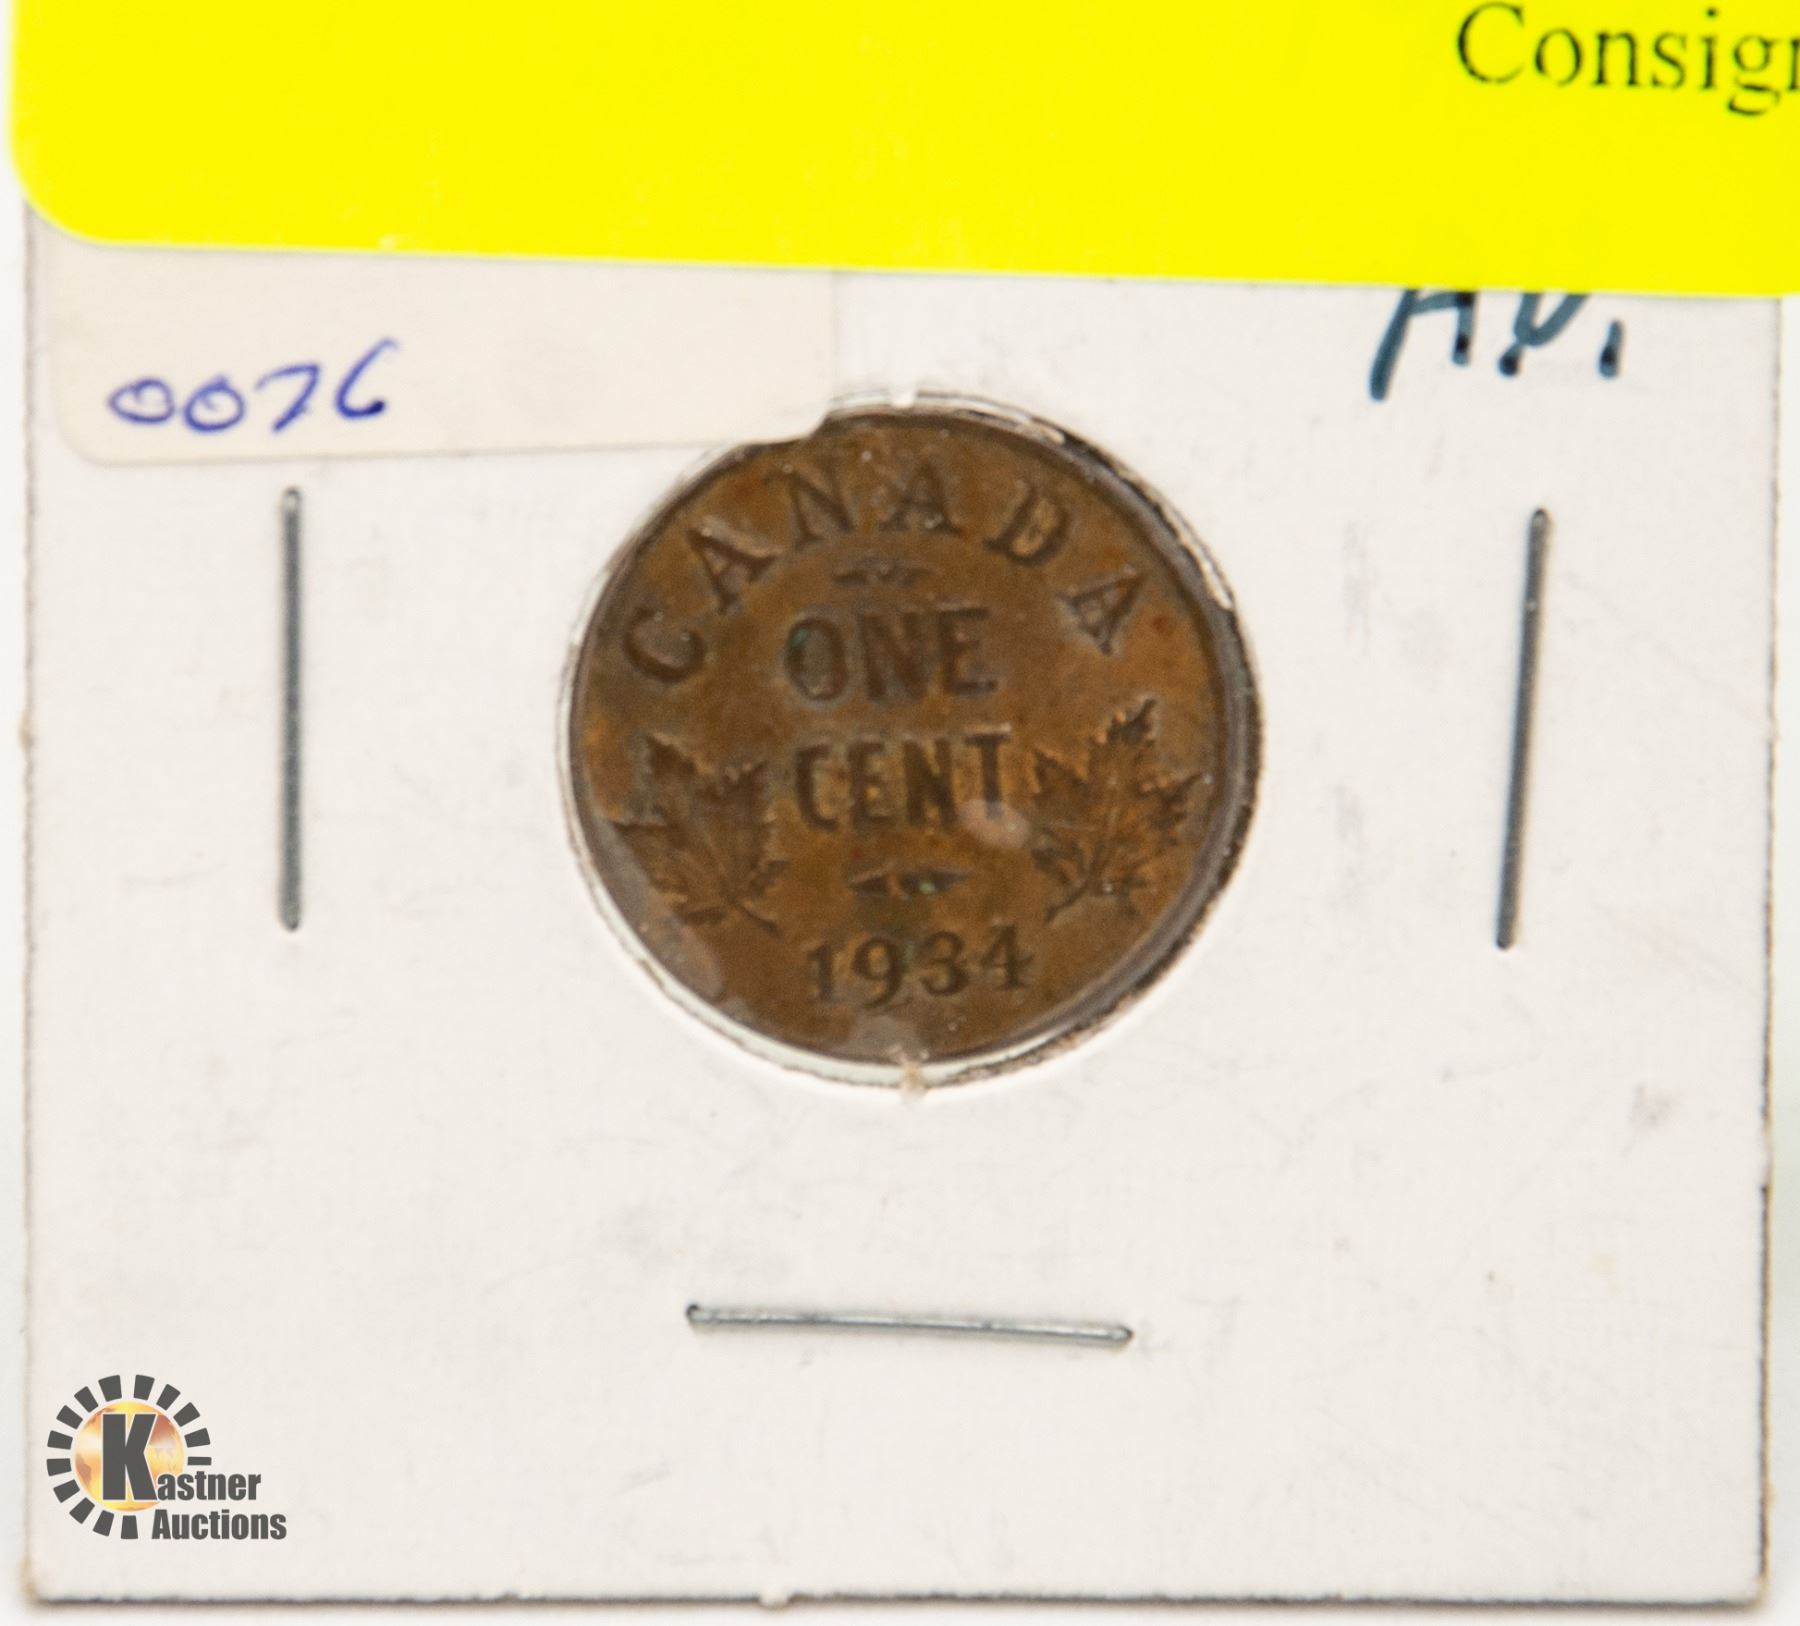 Consign
A.U.
0076
CANADA
ONE
CENT
1934
Kastner
Auctions